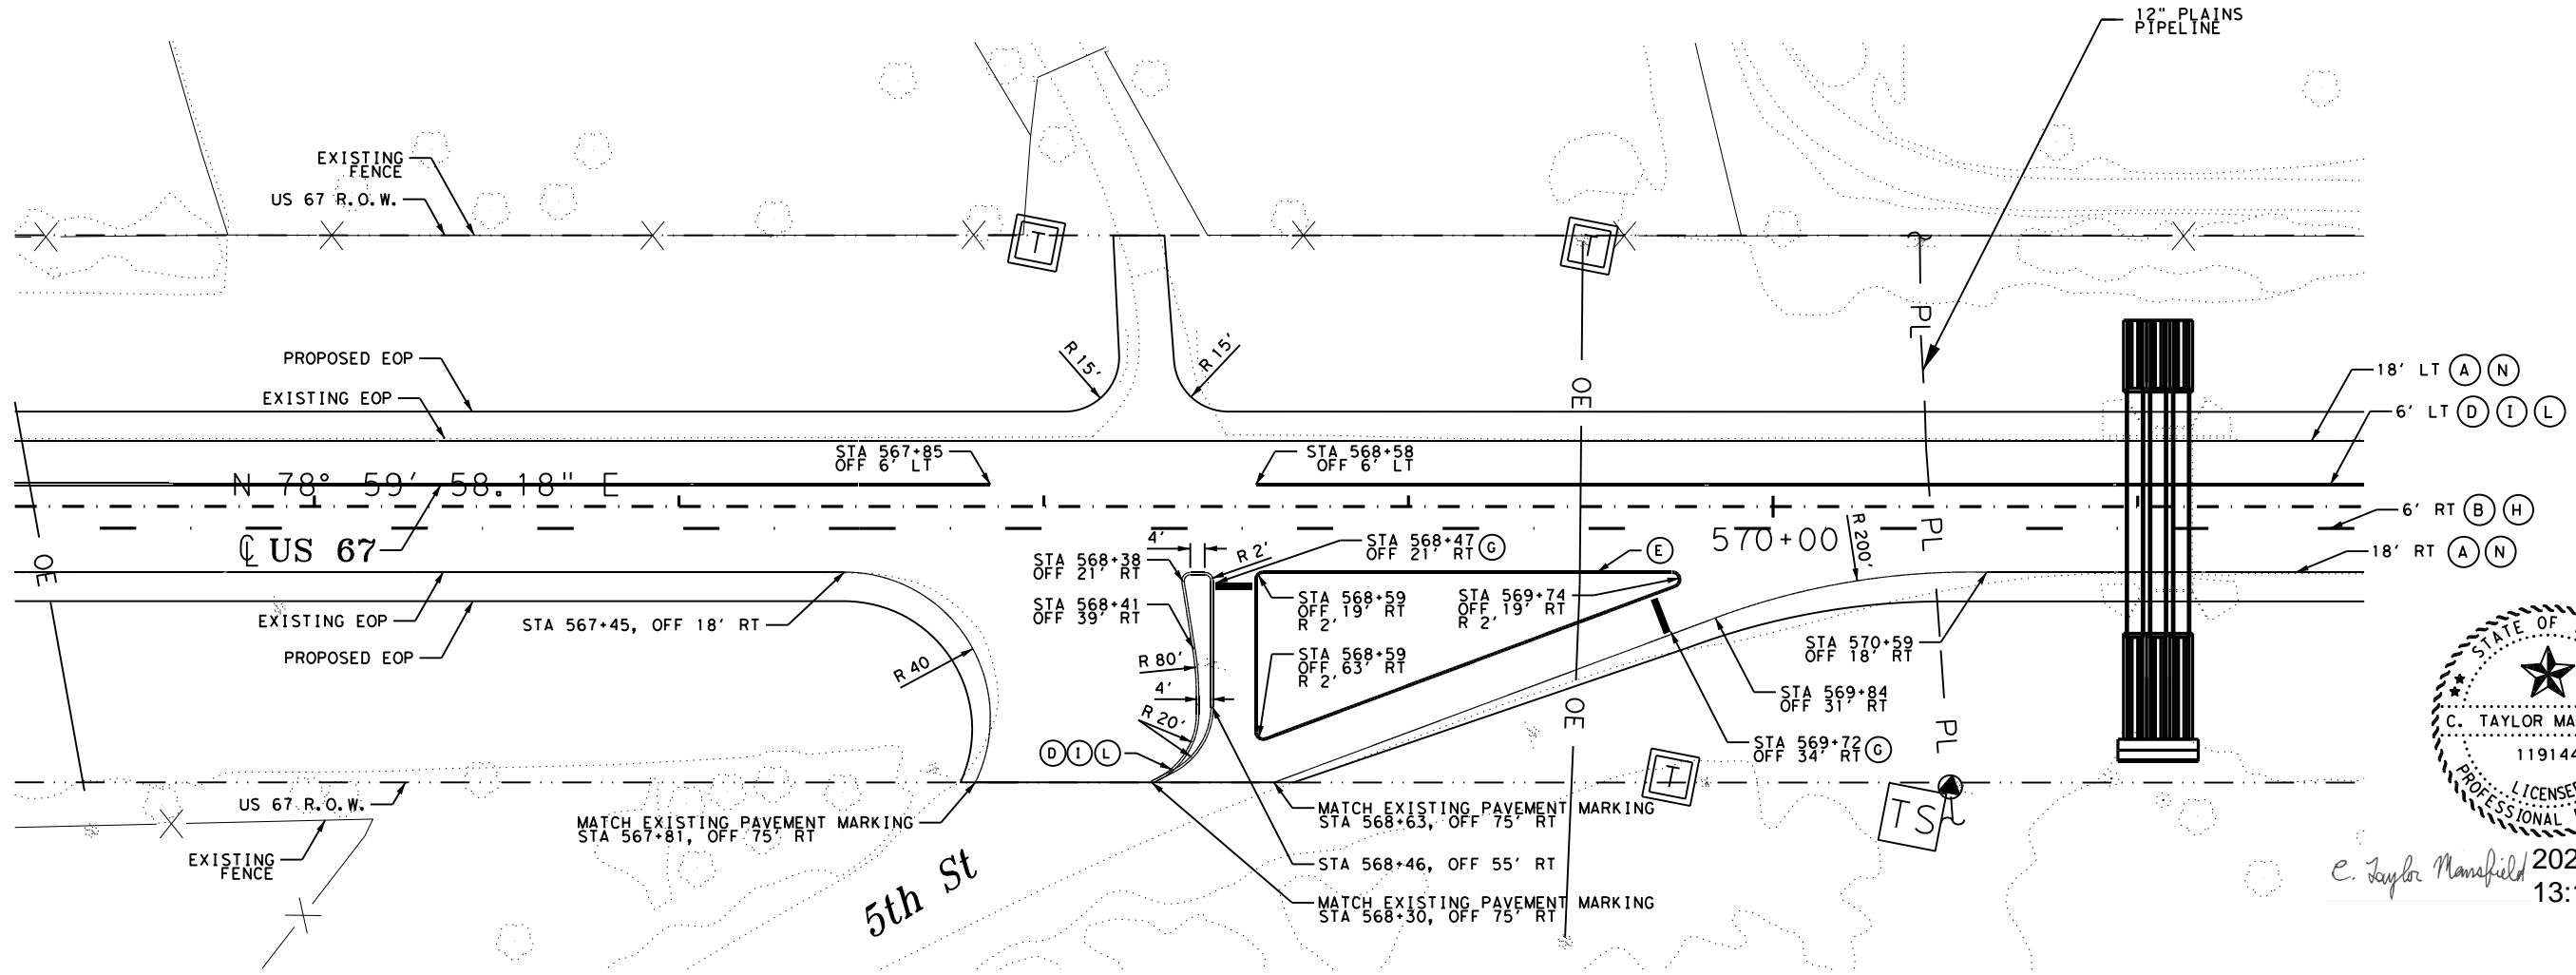 12" PLAINS
PIPELINE
EXISTING
FENCE
US 67 R.O.W.
T
T
PL
R 15'
R 15'
PROPOSED EOP
EXISTING EOP
OE
18' LT A N
6' LT D I L
STA 567+85
OFF 6' LT
STA 568+58
OFF 6' LT
N 78° 59' 58.18" E
6' RT B H
18' RT A N
℄ US 67
OE
4'
R 2'
STA 568+47 G
OFF 21' RT
E
570+00
R 200'
PL
STA 568+38
OFF 21' RT
STA 568+41
OFF 39' RT
STA 568+59
OFF 19' RT
R 2'
STA 569+74
OFF 19' RT
R 2'
EXISTING EOP
STA 567+45, OFF 18' RT
PROPOSED EOP
R 40
R 80'
4'
R 20'
STA 568+59
OFF 63' RT
R 2'
STA 570+59
OFF 18' RT
STA 569+84
OFF 31' RT
OE
PL
STA 569+72 G
OFF 34' RT
D I L
T
TS
US 67 R.O.W.
MATCH EXISTING PAVEMENT MARKING
STA 567+81, OFF 75' RT
MATCH EXISTING PAVEMENT MARKING
STA 568+63, OFF 75' RT
EXISTING
FENCE
STA 568+46, OFF 55' RT
5th St
MATCH EXISTING PAVEMENT MARKING
STA 568+30, OFF 75' RT
STATE OF
C. TAYLOR MA
119144
LICENSE
PROFESSIONAL
C. Taylor Mansfield
202
13: